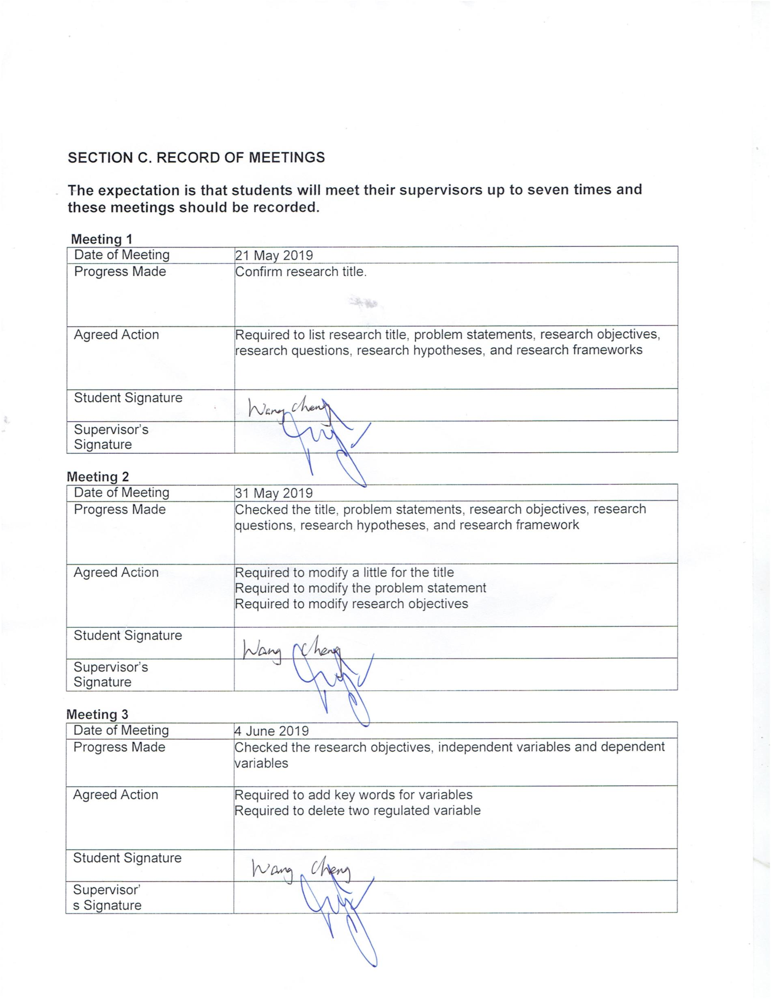 SECTION C. RECORD OF MEETINGS
The expectation is that students will meet their supervisors up to seven times and
these meetings should be recorded.
Meeting 1
Date of Meeting 21 May 2019
Progress Made Confirm research title.
Agreed Action Required to list research title, problem statements, research objectives,
research questions, research hypotheses, and research frameworks
Student Signature Wang Cheng
Supervisor's
Signature
Meeting 2
Date of Meeting 31 May 2019
Progress Made Checked the title, problem statements, research objectives, research
questions, research hypotheses, and research framework
Agreed Action Required to modify a little for the title
Required to modify the problem statement
Required to modify research objectives
Student Signature Wang Cheng
Supervisor's
Signature
Meeting 3
Date of Meeting 4 June 2019
Progress Made Checked the research objectives, independent variables and dependent
variables
Agreed Action Required to add key words for variables
Required to delete two regulated variable
Student Signature Wang Cheng
Supervisor'
s Signature